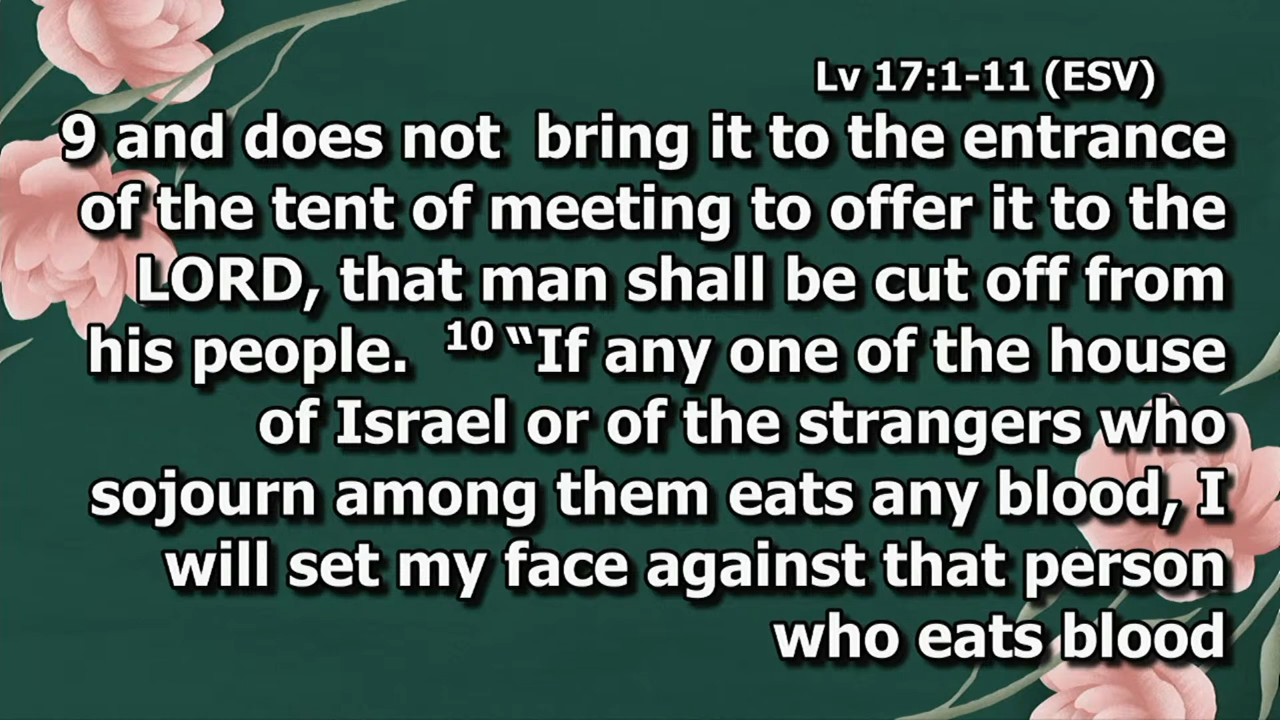 Lv 17:1-11 (ESV)
9 and does not  bring it to the entrance
of the tent of meeting to offer it to the
LORD, that man shall be cut off from
his people.  10 “If any one of the house
of Israel or of the strangers who
sojourn among them eats any blood, I
will set my face against that person
who eats blood